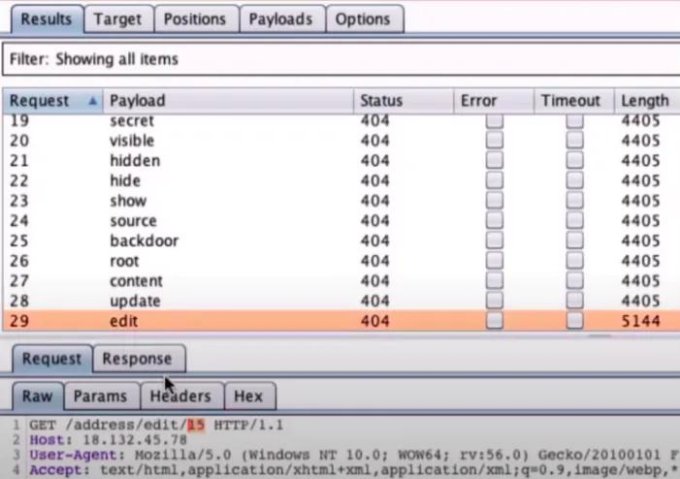 Results Target Positions Payloads Options
Filter: Showing all items
Request Payload Status Error Timeout Length
19 secret 404 4405
20 visible 404 4405
21 hidden 404 4405
22 hide 404 4405
23 show 404 4405
24 source 404 4405
25 backdoor 404 4405
26 root 404 4405
27 content 404 4405
28 update 404 4405
29 edit 404 5144
Request Response
Raw Params Headers Hex
1 GET /address/edit/15 HTTP/1.1
2 Host: 18.132.45.78
3 User-Agent: Mozilla/5.0 (Windows NT 10.0; WOW64; rv:56.0) Gecko/20100101 F
4 Accept: text/html,application/xhtml+xml,application/xml;q=0.9,image/webp,*